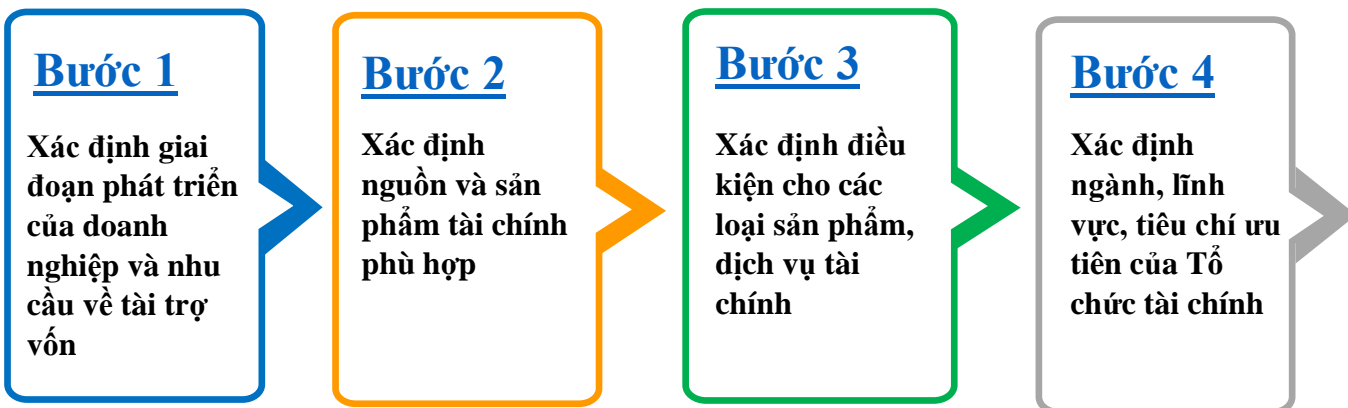 Bước 1
Xác định giai
đoạn phát triển
của doanh
nghiệp và nhu
cầu về tài trợ
vốn
Bước 2
Xác định
nguồn và sản
phẩm tài chính
phù hợp
Bước 3
Xác định điều
kiện cho các
loại sản phẩm,
dịch vụ tài
chính
Bước 4
Xác định
ngành, lĩnh
vực, tiêu chí ưu
tiên của Tổ
chức tài chính